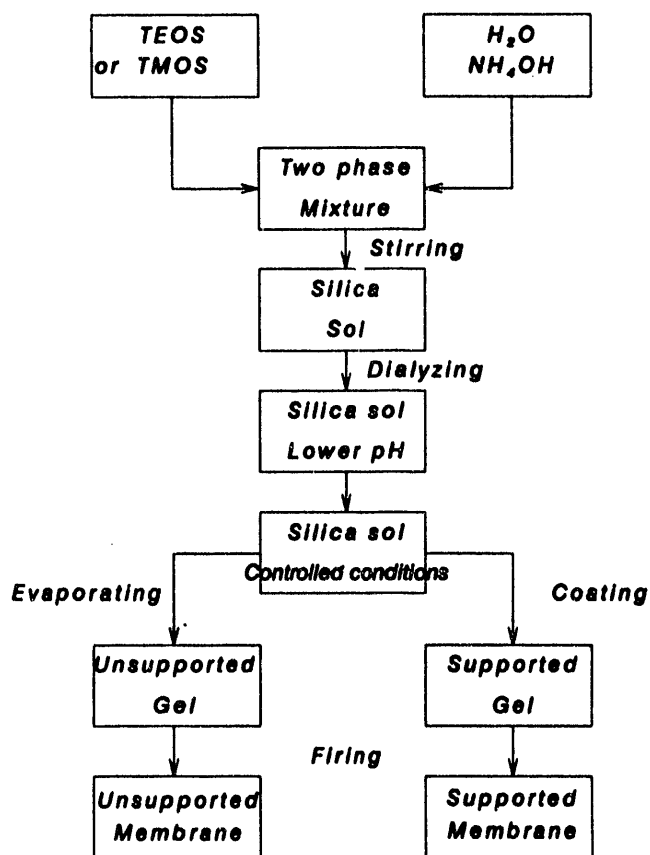 TEOS
or TMOS
H₂O
NH₄OH
Two phase
Mixture
Stirring
Silica
Sol
Dialyzing
Silica sol
Lower pH
Silica sol
Controlled conditions
Evaporating
Coating
Unsupported
Gel
Supported
Gel
Firing
Unsupported
Membrane
Supported
Membrane